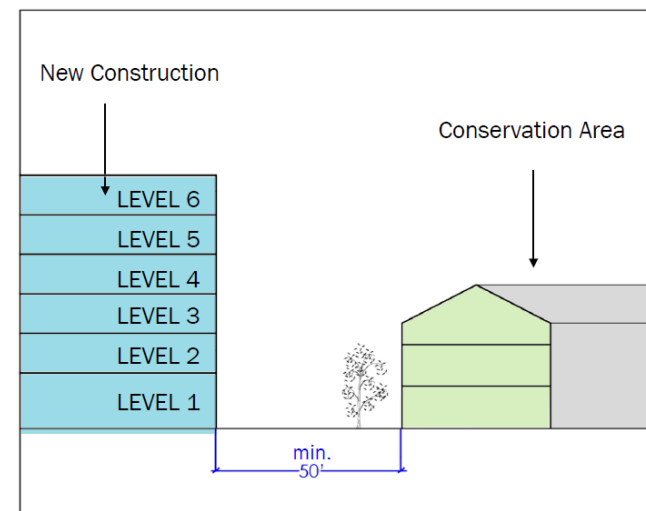 New Construction
Conservation Area
LEVEL 6
LEVEL 5
LEVEL 4
LEVEL 3
LEVEL 2
LEVEL 1
min.
50'